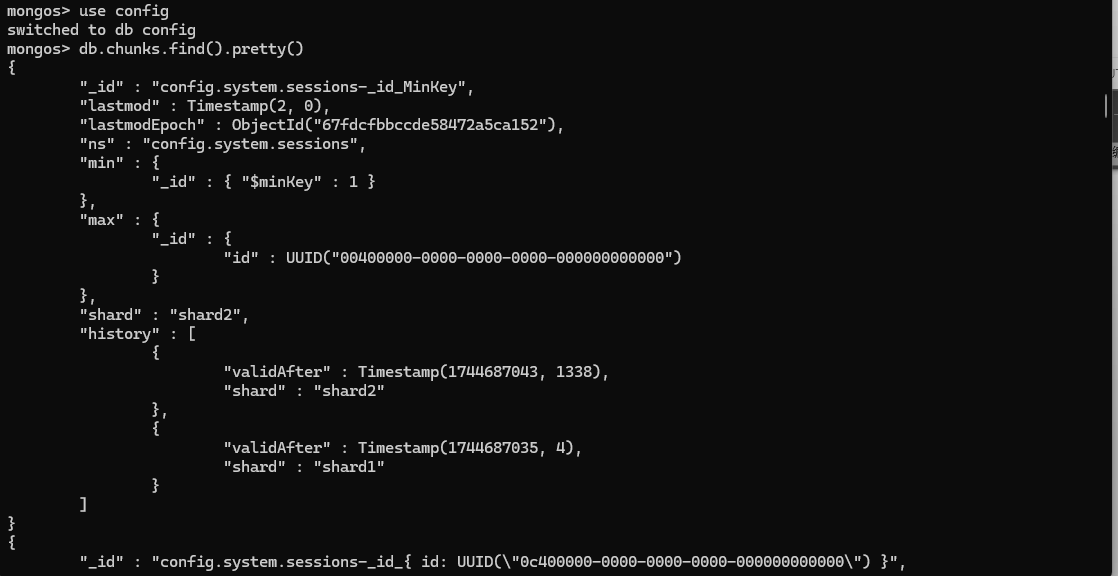 mongos> use config
switched to db config
mongos> db.chunks.find().pretty()
{
        "_id" : "config.system.sessions-_id_MinKey",
        "lastmod" : Timestamp(2, 0),
        "lastmodEpoch" : ObjectId("67fdcfbbccde58472a5ca152"),
        "ns" : "config.system.sessions",
        "min" : {
                "_id" : { "$minKey" : 1 }
        },
        "max" : {
                "_id" : {
                        "id" : UUID("00400000-0000-0000-0000-000000000000")
                }
        },
        "shard" : "shard2",
        "history" : [
                {
                        "validAfter" : Timestamp(1744687043, 1338),
                        "shard" : "shard2"
                },
                {
                        "validAfter" : Timestamp(1744687035, 4),
                        "shard" : "shard1"
                }
        ]
}
{
        "_id" : "config.system.sessions-_id_{ id: UUID(\"0c400000-0000-0000-0000-000000000000\") }",